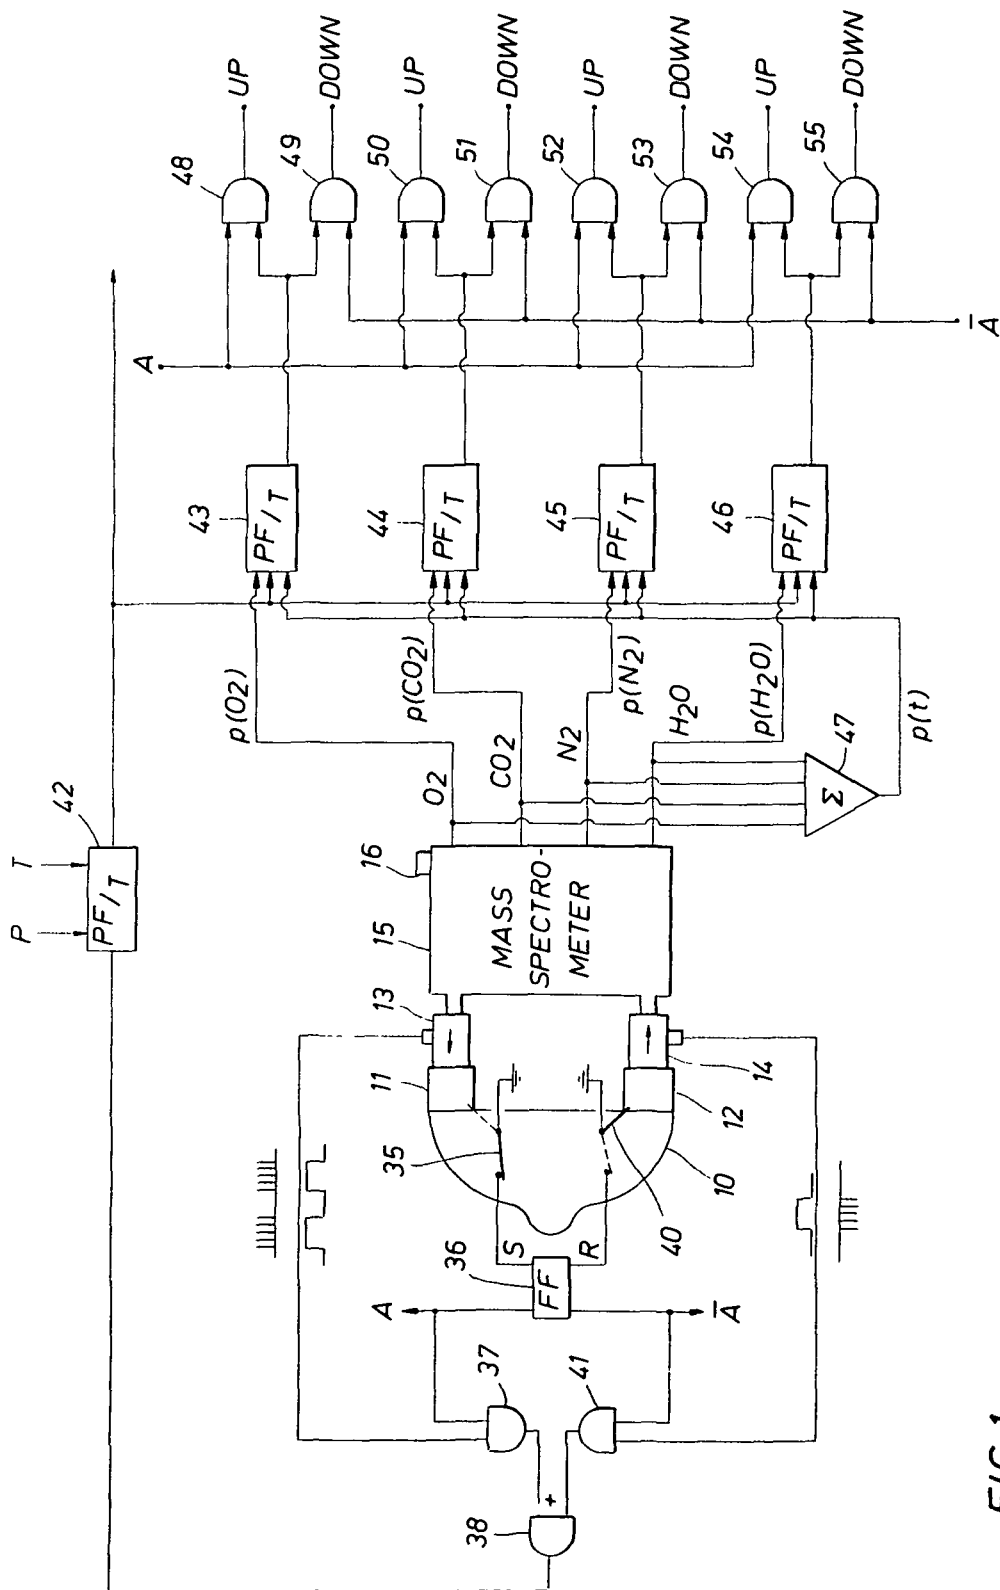 P
T
42
PF/T
A
48
UP
49
DOWN
50
UP
51
DOWN
52
UP
53
DOWN
54
UP
55
DOWN
A̅
43
PF/T
44
PF/T
45
PF/T
46
PF/T
p(O2)
p(CO2)
p(N2)
p(H2O)
O2
CO2
N2
H2O
Σ
47
p(t)
15
16
MASS
SPECTRO-
METER
13
14
11
12
35
40
10
S
R
36
FF
A
A̅
37
41
+
38
FIG. 1